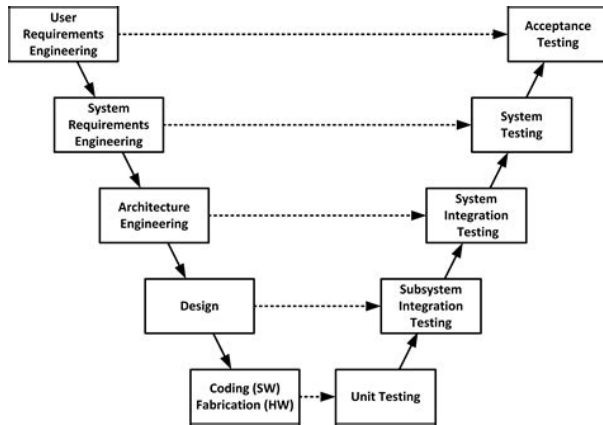 User
Requirements
Engineering
Acceptance
Testing
System
Requirements
Engineering
System
Testing
Architecture
Engineering
System
Integration
Testing
Design
Subsystem
Integration
Testing
Coding (SW)
Fabrication (HW)
Unit Testing